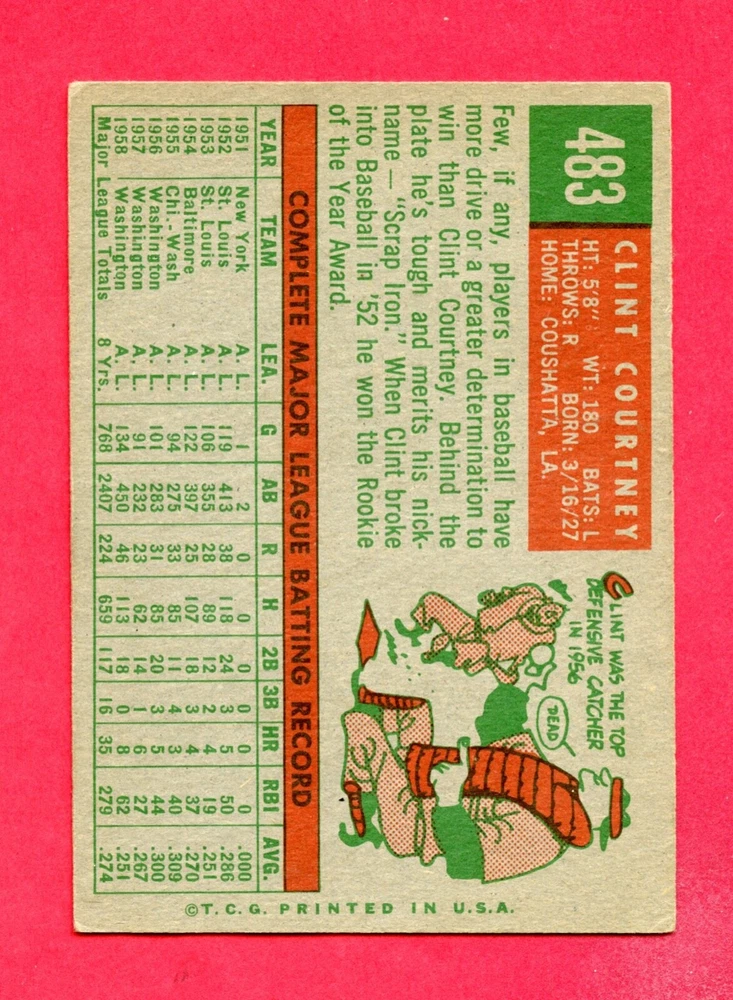 483
CLINT COURTNEY
HT: 5'8" WT: 180 BATS: L
THROWS: R BORN: 3/16/27
HOME: COUSHATTA, LA.
Few, if any, players in baseball have
more drive or a greater determination to
win than Clint Courtney. Behind the
plate he's tough and merits his nick-
name — "Scrap Iron." When Clint broke
into Baseball in '52 he won the Rookie
of the Year Award.
CLINT WAS THE TOP
DEFENSIVE CATCHER
IN 1956
DEAD
COMPLETE MAJOR LEAGUE BATTING RECORD
YEAR TEAM LEA. G AB R H 2B 3B HR RBI AVG.
1951 New York A. L. 1 2 0 0 0 0 0 0 .000
1952 St. Louis A. L. 119 413 38 118 24 3 5 50 .286
1953 St. Louis A. L. 106 355 28 89 12 2 4 19 .251
1954 Baltimore A. L. 122 397 25 107 18 3 4 37 .270
1955 Chi.-Wash A. L. 94 275 33 85 11 4 3 40 .309
1956 Washington A. L. 101 283 31 85 20 3 5 44 .300
1957 Washington A. L. 91 232 23 62 14 1 6 27 .267
1958 Washington A. L. 134 450 46 113 18 0 8 62 .251
Major League Totals 8 Yrs. 768 2407 224 659 117 16 35 279 .274
© T.C.G. PRINTED IN U.S.A.